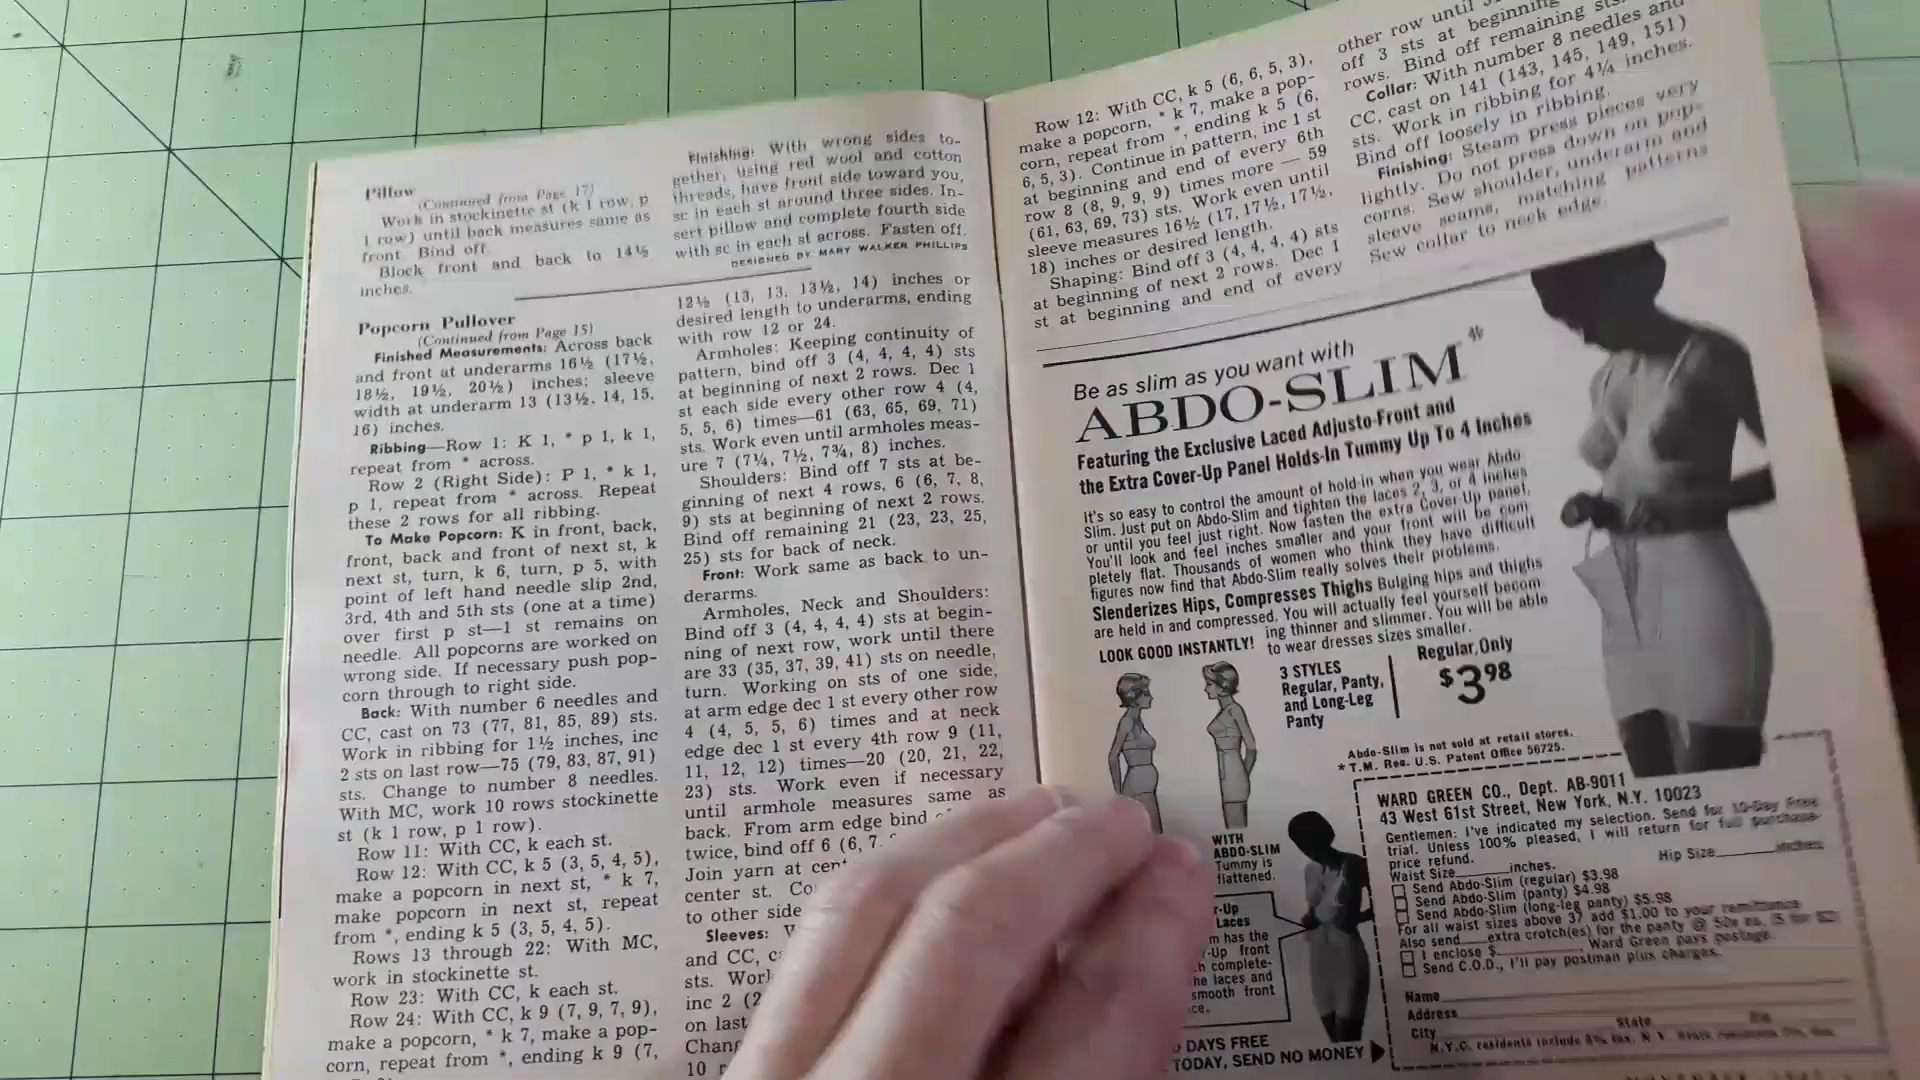 Pillow
(Continued from Page 17)
Work in stockinette st (k 1 row, p
1 row) until back measures same as
front. Bind off.
Block front and back to 14½
inches.
Finishing: With wrong sides to-
gether, using red wool and cotton
threads, have front side toward you,
sc in each st around three sides. In-
sert pillow and complete fourth side
with sc in each st across. Fasten off.
DESIGNED BY MARY WALKER PHILLIPS
Popcorn Pullover
(Continued from Page 15)
Finished Measurements: Across back
and front at underarms 16½ (17½,
18½, 19½, 20½) inches; sleeve
width at underarm 13 (13½, 14, 15,
16) inches.
Ribbing—Row 1: K 1, * p 1, k 1,
repeat from * across.
Row 2 (Right Side): P 1, * k 1,
p 1, repeat from * across. Repeat
these 2 rows for all ribbing.
To Make Popcorn: K in front, back,
front, back and front of next st, k
next st, turn, k 6, turn, p 5, with
point of left hand needle slip 2nd,
3rd, 4th and 5th sts (one at a time)
over first p st—1 st remains on
needle. All popcorns are worked on
wrong side. If necessary push pop-
corn through to right side.
Back: With number 6 needles and
CC, cast on 73 (77, 81, 85, 89) sts.
Work in ribbing for 1½ inches, inc
2 sts on last row—75 (79, 83, 87, 91)
sts. Change to number 8 needles.
With MC, work 10 rows stockinette
st (k 1 row, p 1 row).
Row 11: With CC, k each st.
Row 12: With CC, k 5 (3, 5, 4, 5),
make a popcorn in next st, * k 7,
make popcorn in next st, repeat
from *, ending k 5 (3, 5, 4, 5).
Rows 13 through 22: With MC,
work in stockinette st.
Row 23: With CC, k each st.
Row 24: With CC, k 9 (7, 9, 7, 9),
make a popcorn, * k 7, make a pop-
corn, repeat from *, ending k 9 (7,
12½ (13, 13, 13½, 14) inches or
desired length to underarms, ending
with row 12 or 24.
Armholes: Keeping continuity of
pattern, bind off 3 (4, 4, 4, 4) sts
at beginning of next 2 rows. Dec 1
st each side every other row 4 (4,
5, 5, 6) times—61 (63, 65, 69, 71)
sts. Work even until armholes meas-
ure 7 (7¼, 7½, 7¾, 8) inches.
Shoulders: Bind off 7 sts at be-
ginning of next 4 rows, 6 (6, 7, 8,
9) sts at beginning of next 2 rows.
Bind off remaining 21 (23, 23, 25,
25) sts for back of neck.
Front: Work same as back to un-
derarms.
Armholes, Neck and Shoulders:
Bind off 3 (4, 4, 4, 4) sts at begin-
ning of next row, work until there
are 33 (35, 37, 39, 41) sts on needle,
turn. Working on sts of one side,
at arm edge dec 1 st every other row
4 (4, 5, 5, 6) times and at neck
edge dec 1 st every 4th row 9 (11,
11, 12, 12) times—20 (20, 21, 22,
23) sts. Work even if necessary
until armhole measures same as
back. From arm edge bind
twice, bind off 6 (6, 7,
Join yarn at
center st.
to other side
Sleeves:
and CC,
sts.
inc 2
on last
10
Row 12: With CC, k 5 (6, 6, 5, 3),
make a popcorn, * k 7, make a pop-
corn, repeat from *, ending k 5 (6,
6, 5, 3). Continue in pattern, inc 1 st
at beginning and end of every 6th
row 8 (8, 9, 9, 9) times more — 59
(61, 63, 69, 73) sts. Work even until
sleeve measures 16½ (17, 17½, 17½,
18) inches or desired length.
Shaping: Bind off 3 (4, 4, 4, 4) sts
at beginning of next 2 rows. Dec 1
st at beginning and end of every
other row until
off 3 sts at beginning
rows. Bind off remaining sts.
Collar: With number 8 needles and
CC, cast on 141 (143, 145, 149, 151)
sts. Work in ribbing for 4¼ inches.
Bind off loosely in ribbing.
Finishing: Steam press pieces very
lightly. Do not press down on pop-
corns. Sew shoulder, underarm and
sleeve seams, matching patterns
Sew collar to neck edge.
Be as slim as you want with
ABDO-SLIM
Featuring the Exclusive Laced Adjusto-Front and
the Extra Cover-Up Panel Holds-In Tummy Up To 4 Inches
It's so easy to control the amount of hold-in when you wear Abdo
Slim. Just put on Abdo-Slim and tighten the laces 2, 3, or 4 inches
or until you feel just right. Now fasten the extra Cover-Up panel.
You'll look and feel inches smaller and your front will be com
pletely flat. Thousands of women who think they have difficult
figures now find that Abdo-Slim really solves their problems.
Slenderizes Hips, Compresses Thighs Bulging hips and thighs
are held in and compressed. You will actually feel yourself becom
ing thinner and slimmer. You will be able
to wear dresses sizes smaller.
LOOK GOOD INSTANTLY!
3 STYLES
Regular, Panty,
and Long-Leg
Panty
Regular, Only
$3.98
Abdo-Slim is not sold at retail stores.
* T.M. Reg. U.S. Patent Office 56725.
WITH
ABDO-SLIM
Tummy is
flattened.
Laces
has the
front
complete-
laces and
smooth front
DAYS FREE
TODAY, SEND NO MONEY
WARD GREEN CO., Dept. AB-9011
43 West 61st Street, New York, N.Y. 10023
Gentlemen: I've indicated my selection. Send for 10-Day Free
trial. Unless 100% pleased, I will return for full purchase-
price refund.
Waist Size inches. Hip Size inches
Send Abdo-Slim (regular) $3.98
Send Abdo-Slim (panty) $4.98
Send Abdo-Slim (long-leg panty) $5.98
For all waist sizes above 37 add $1.00 to your remittance
Also send extra crotch(es) for the panty @ 50¢ ea. (5 for $2)
I enclose $ Ward Green pays postage.
Send C.O.D., I'll pay postman plus charges.
Name
Address
City State Zip
N.Y.C. residents include